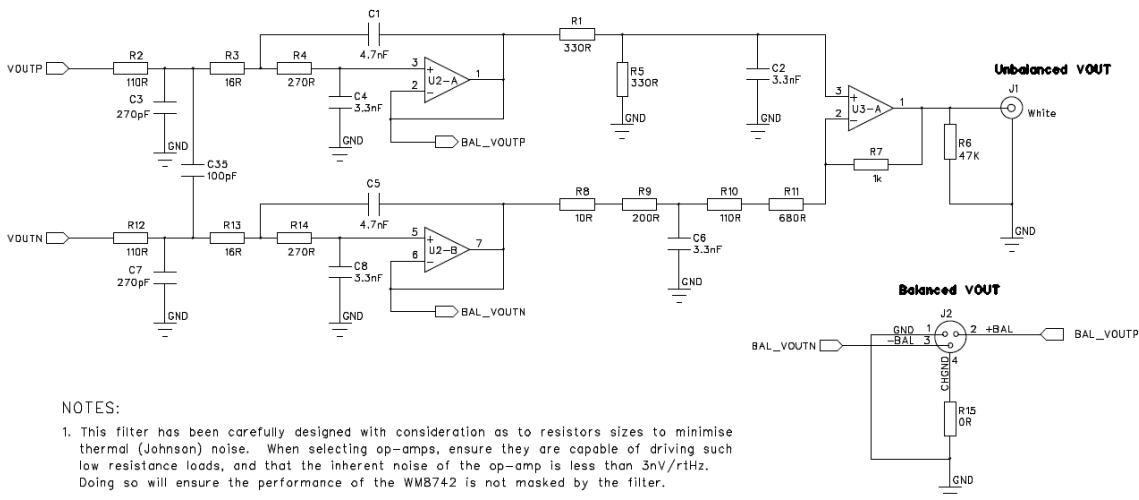 C1
4.7nF
R1
330R
VOUTP
R2
110R
R3
16R
R4
270R
3
2
+
−
U2-A
1
C3
270pF
C4
3.3nF
R5
330R
C2
3.3nF
GND
GND
GND
GND
BAL_VOUTP
3
2
+
−
U3-A
1
Unbalanced VOUT
J1
White
R6
47K
R7
1k
GND
C35
100pF
C5
4.7nF
VOUTN
R12
110R
R13
16R
R14
270R
5
6
+
−
U2-B
7
R8
10R
R9
200R
R10
110R
R11
680R
C7
270pF
C8
3.3nF
C6
3.3nF
GND
GND
GND
BAL_VOUTN
Balanced VOUT
J2
GND
1
2
+BAL
BAL_VOUTP
BAL_VOUTN
-BAL
3
4
CHGND
R15
0R
GND
NOTES:
1. This filter has been carefully designed with consideration as to resistors sizes to minimise
thermal (Johnson) noise. When selecting op-amps, ensure they are capable of driving such
low resistance loads, and that the inherent noise of the op-amp is less than 3nV/rtHz.
Doing so will ensure the performance of the WM8742 is not masked by the filter.